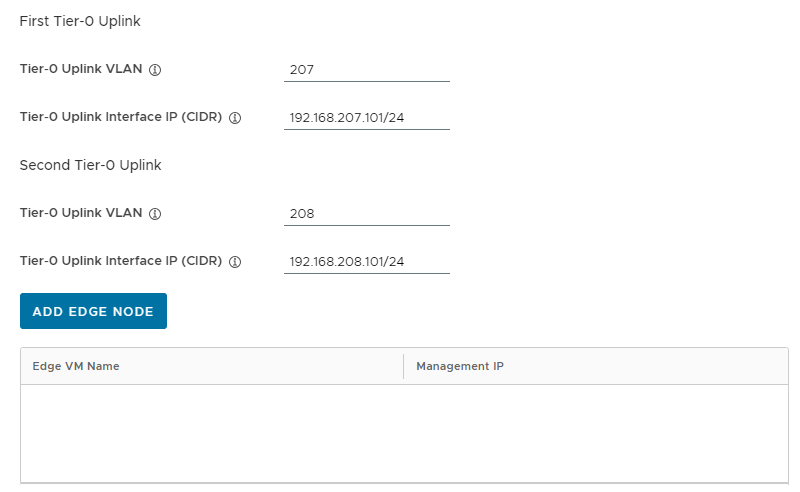 First Tier-0 Uplink
Tier-0 Uplink VLAN
207
Tier-0 Uplink Interface IP (CIDR)
192.168.207.101/24
Second Tier-0 Uplink
Tier-0 Uplink VLAN
208
Tier-0 Uplink Interface IP (CIDR)
192.168.208.101/24
ADD EDGE NODE
Edge VM Name
Management IP